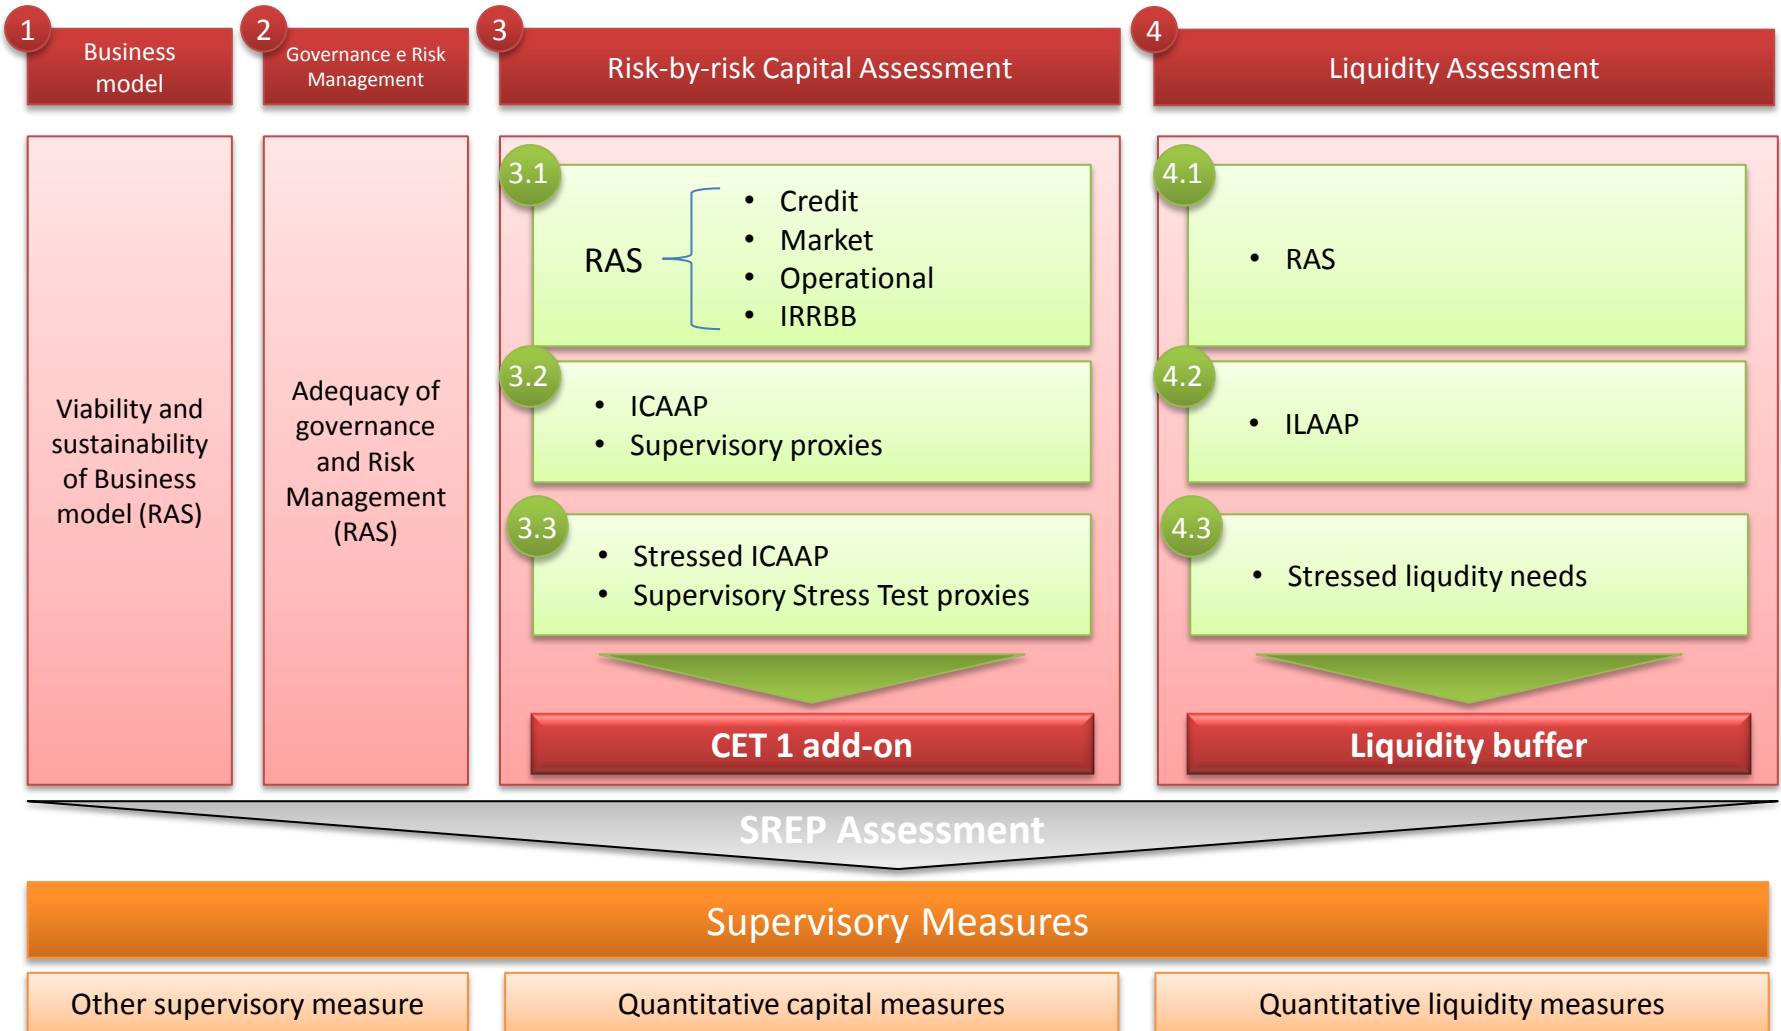 1
Business
model
2
Governance e Risk
Management
3
Risk-by-risk Capital Assessment
4
Liquidity Assessment
Viability and
sustainability
of Business
model (RAS)
Adequacy of
governance
and Risk
Management
(RAS)
3.1
RAS
• Credit
• Market
• Operational
• IRRBB
3.2
• ICAAP
• Supervisory proxies
3.3
• Stressed ICAAP
• Supervisory Stress Test proxies
CET 1 add-on
4.1
• RAS
4.2
• ILAAP
4.3
• Stressed liqudity needs
Liquidity buffer
SREP Assessment
Supervisory Measures
Other supervisory measure
Quantitative capital measures
Quantitative liquidity measures